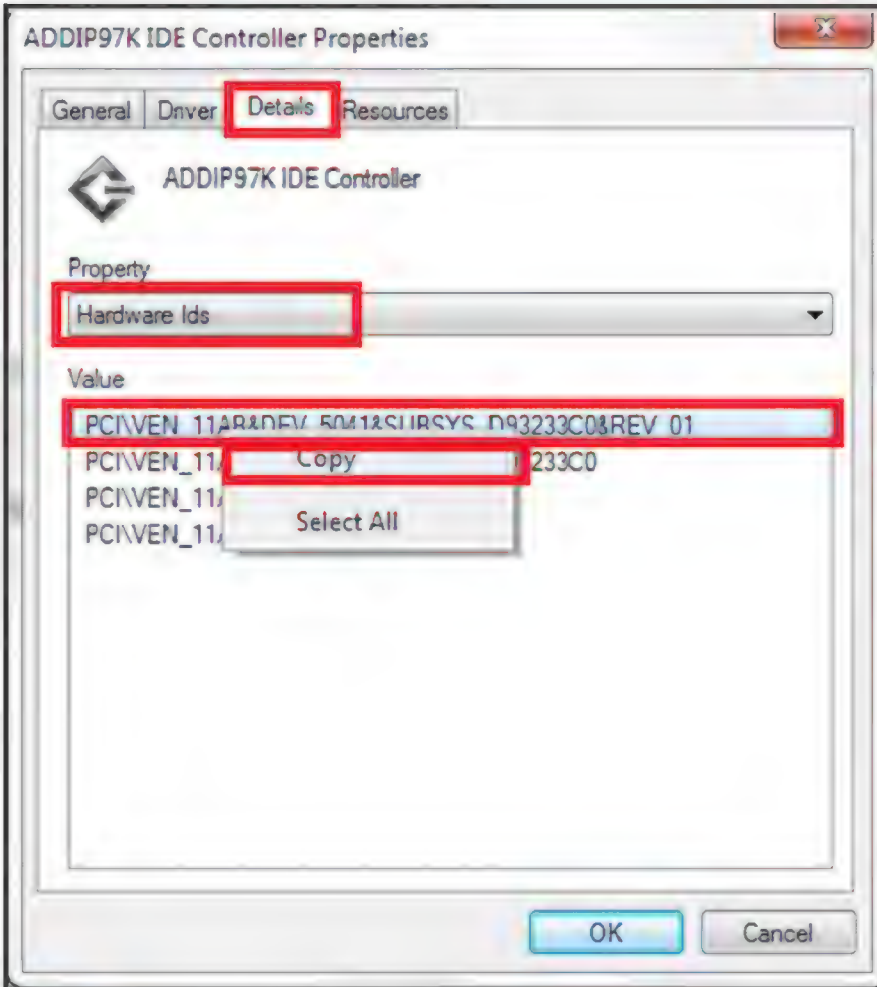 ADDIP97K IDE Controller Properties
General Driver Details Resources
ADDIP97K IDE Controller
Property
Hardware Ids
Value
PCI\VEN_11AB&DEV_5041&SUBSYS_D93233C0&REV_01
PCI\VEN_11 233C0
PCI\VEN_11
PCI\VEN_11
Copy
Select All
OK Cancel